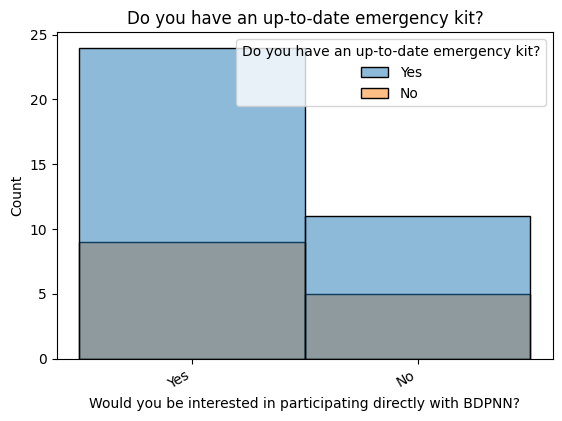 Do you have an up-to-date emergency kit?
Do you have an up-to-date emergency kit?
Yes
No
Count
25
20
15
10
5
0
Yes
No
Would you be interested in participating directly with BDPNN?